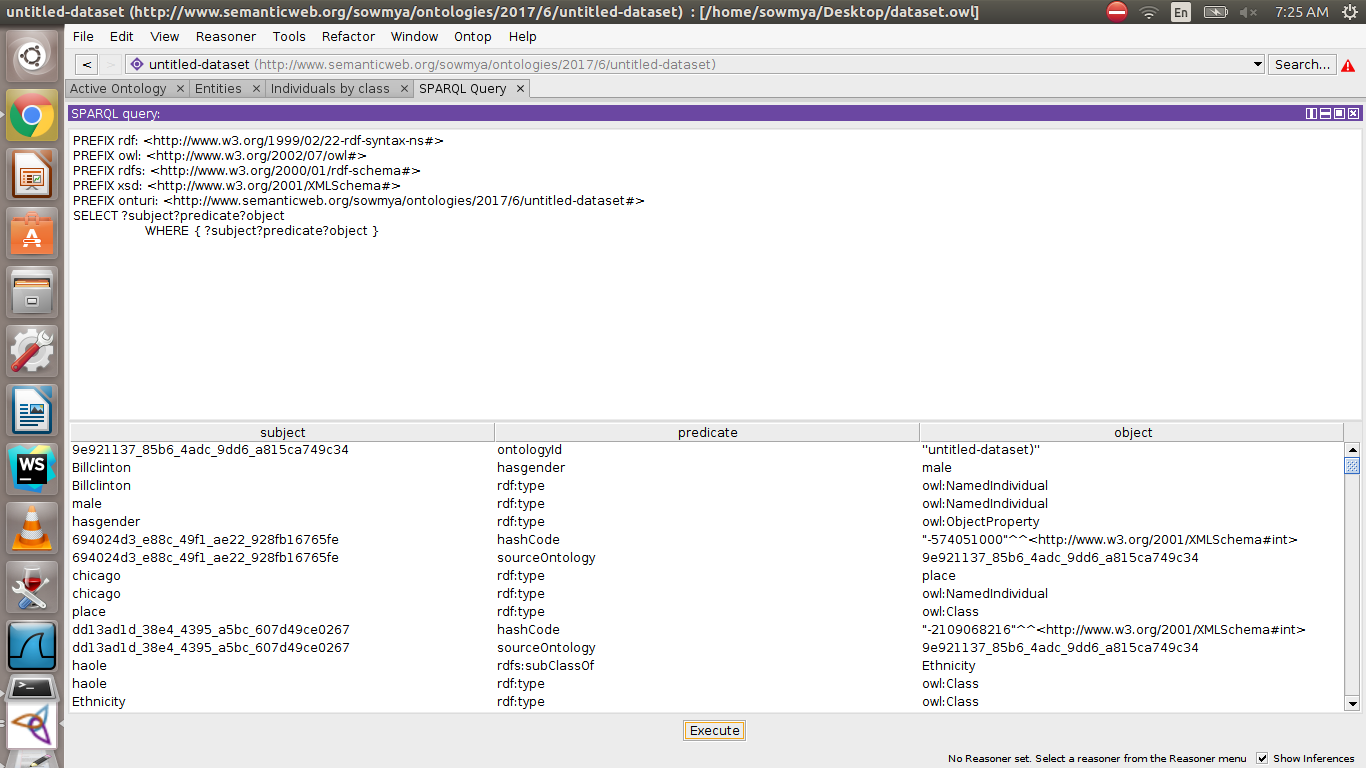 untitled-dataset (http://www.semanticweb.org/sowmya/ontologies/2017/6/untitled-dataset) : [/home/sowmya/Desktop/dataset.owl] En 7:25 AM
File Edit View Reasoner Tools Refactor Window Ontop Help
< > untitled-dataset (http://www.semanticweb.org/sowmya/ontologies/2017/6/untitled-dataset) Search...
Active Ontology × Entities × Individuals by class × SPARQL Query ×
SPARQL query:
PREFIX rdf: <http://www.w3.org/1999/02/22-rdf-syntax-ns#>
PREFIX owl: <http://www.w3.org/2002/07/owl#>
PREFIX rdfs: <http://www.w3.org/2000/01/rdf-schema#>
PREFIX xsd: <http://www.w3.org/2001/XMLSchema#>
PREFIX onturi: <http://www.semanticweb.org/sowmya/ontologies/2017/6/untitled-dataset#>
SELECT ?subject?predicate?object
WHERE { ?subject?predicate?object }
subject predicate object
9e921137_85b6_4adc_9dd6_a815ca749c34 ontologyId "untitled-dataset)"
Billclinton hasgender male
Billclinton rdf:type owl:NamedIndividual
male rdf:type owl:NamedIndividual
hasgender rdf:type owl:ObjectProperty
694024d3_e88c_49f1_ae22_928fb16765fe hashCode "-574051000"^^<http://www.w3.org/2001/XMLSchema#int>
694024d3_e88c_49f1_ae22_928fb16765fe sourceOntology 9e921137_85b6_4adc_9dd6_a815ca749c34
chicago rdf:type place
chicago rdf:type owl:NamedIndividual
place rdf:type owl:Class
dd13ad1d_38e4_4395_a5bc_607d49ce0267 hashCode "-2109068216"^^<http://www.w3.org/2001/XMLSchema#int>
dd13ad1d_38e4_4395_a5bc_607d49ce0267 sourceOntology 9e921137_85b6_4adc_9dd6_a815ca749c34
haole rdfs:subClassOf Ethnicity
haole rdf:type owl:Class
Ethnicity rdf:type owl:Class
Execute
No Reasoner set. Select a reasoner from the Reasoner menu Show Inferences
WS